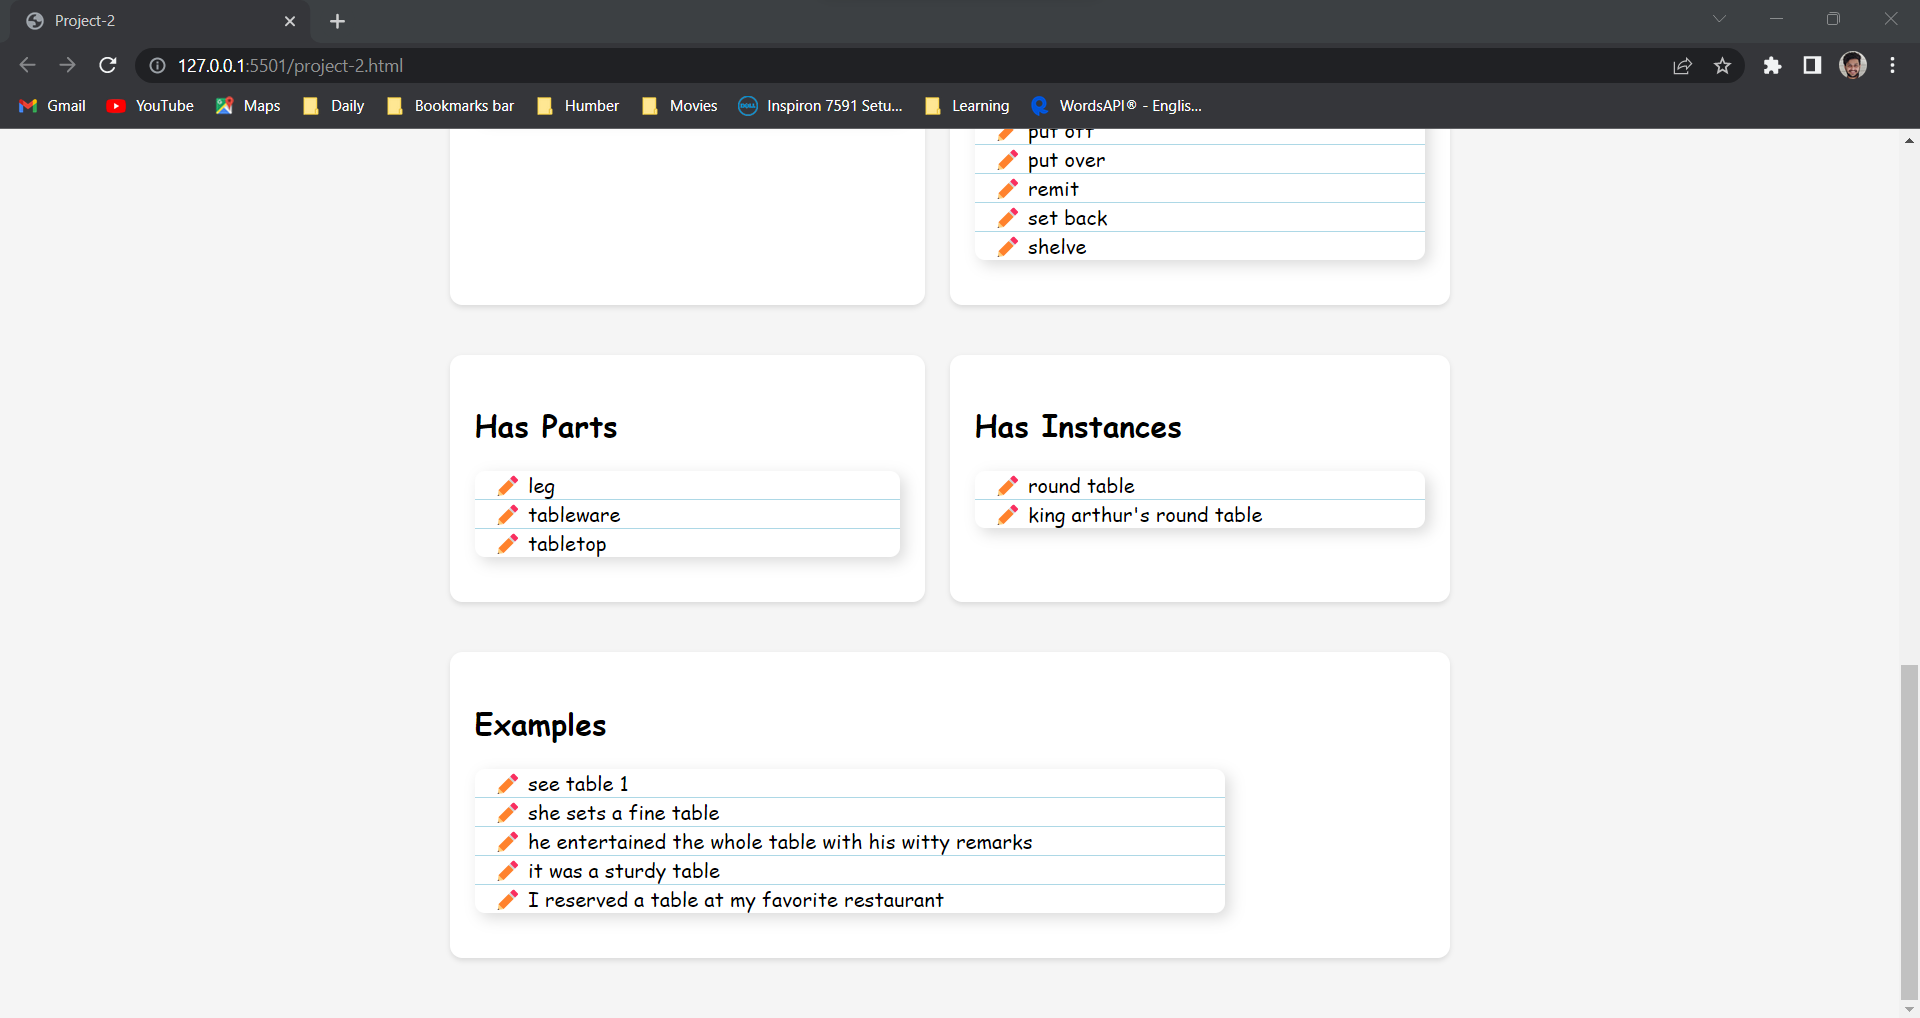 Project-2
127.0.0.1:5501/project-2.html
Gmail YouTube Maps Daily Bookmarks bar Humber Movies Inspiron 7591 Setu... Learning WordsAPI® - Englis...
put off
put over
remit
set back
shelve
Has Parts
leg
tableware
tabletop
Has Instances
round table
king arthur's round table
Examples
see table 1
she sets a fine table
he entertained the whole table with his witty remarks
it was a sturdy table
I reserved a table at my favorite restaurant